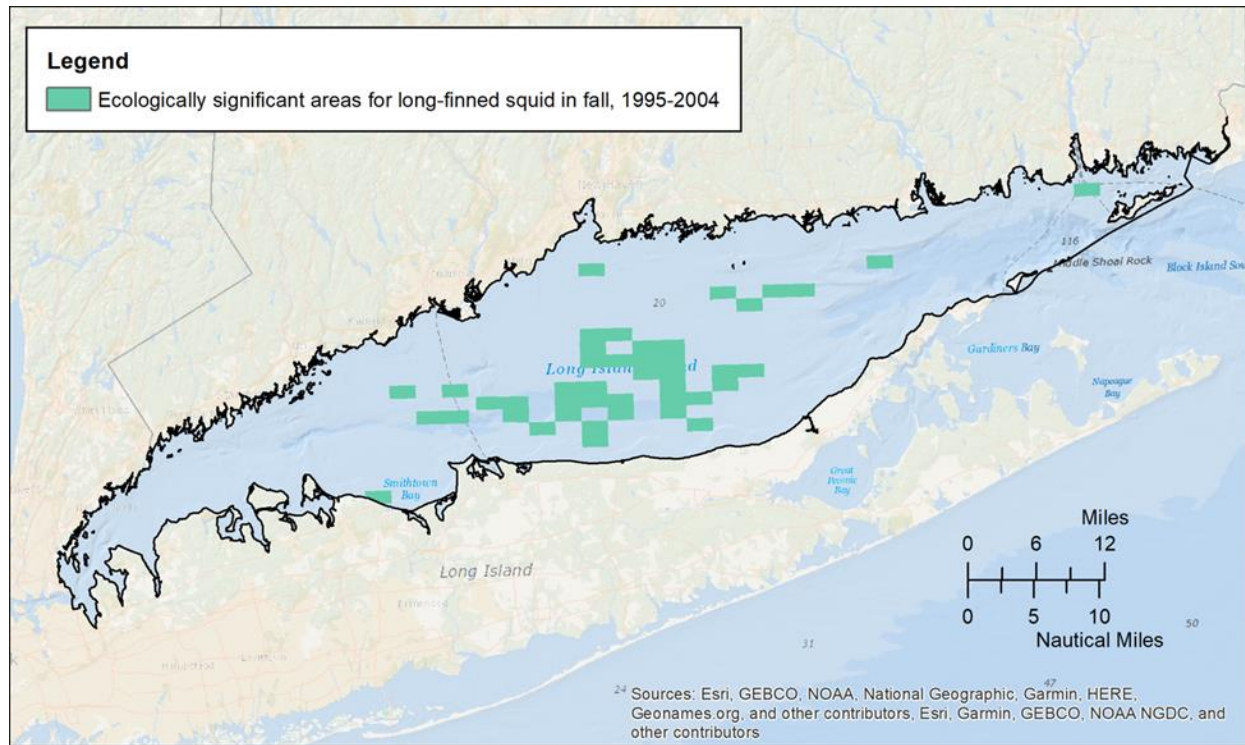 Legend
Ecologically significant areas for long-finned squid in fall, 1995-2004
116
Middle Shoal Rock
Block Island Sou
20
Long Island
Gardiners Bay
Napeague
Bay
Smithtown
Bay
Great
Peconic
Bay
Long Island
Miles
0 6 12
0 5 10
Nautical Miles
50
31
47
24
Sources: Esri, GEBCO, NOAA, National Geographic, Garmin, HERE,
Geonames.org, and other contributors, Esri, Garmin, GEBCO, NOAA NGDC, and
other contributors